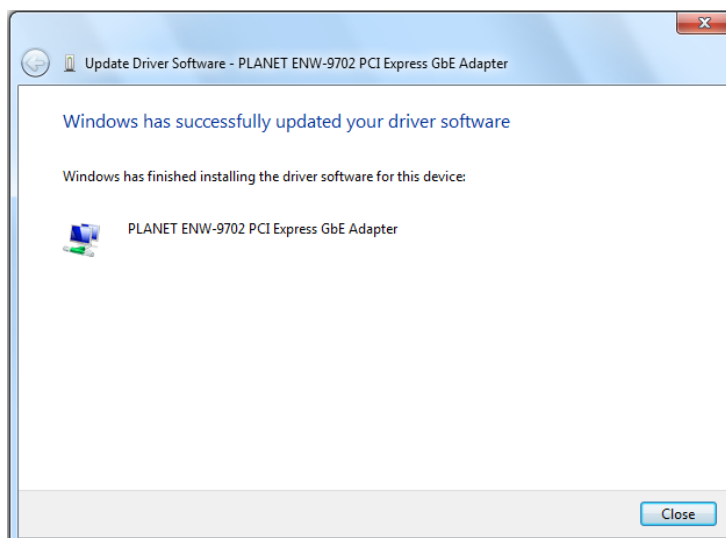 Update Driver Software - PLANET ENW-9702 PCI Express GbE Adapter
Windows has successfully updated your driver software
Windows has finished installing the driver software for this device:
PLANET ENW-9702 PCI Express GbE Adapter
Close